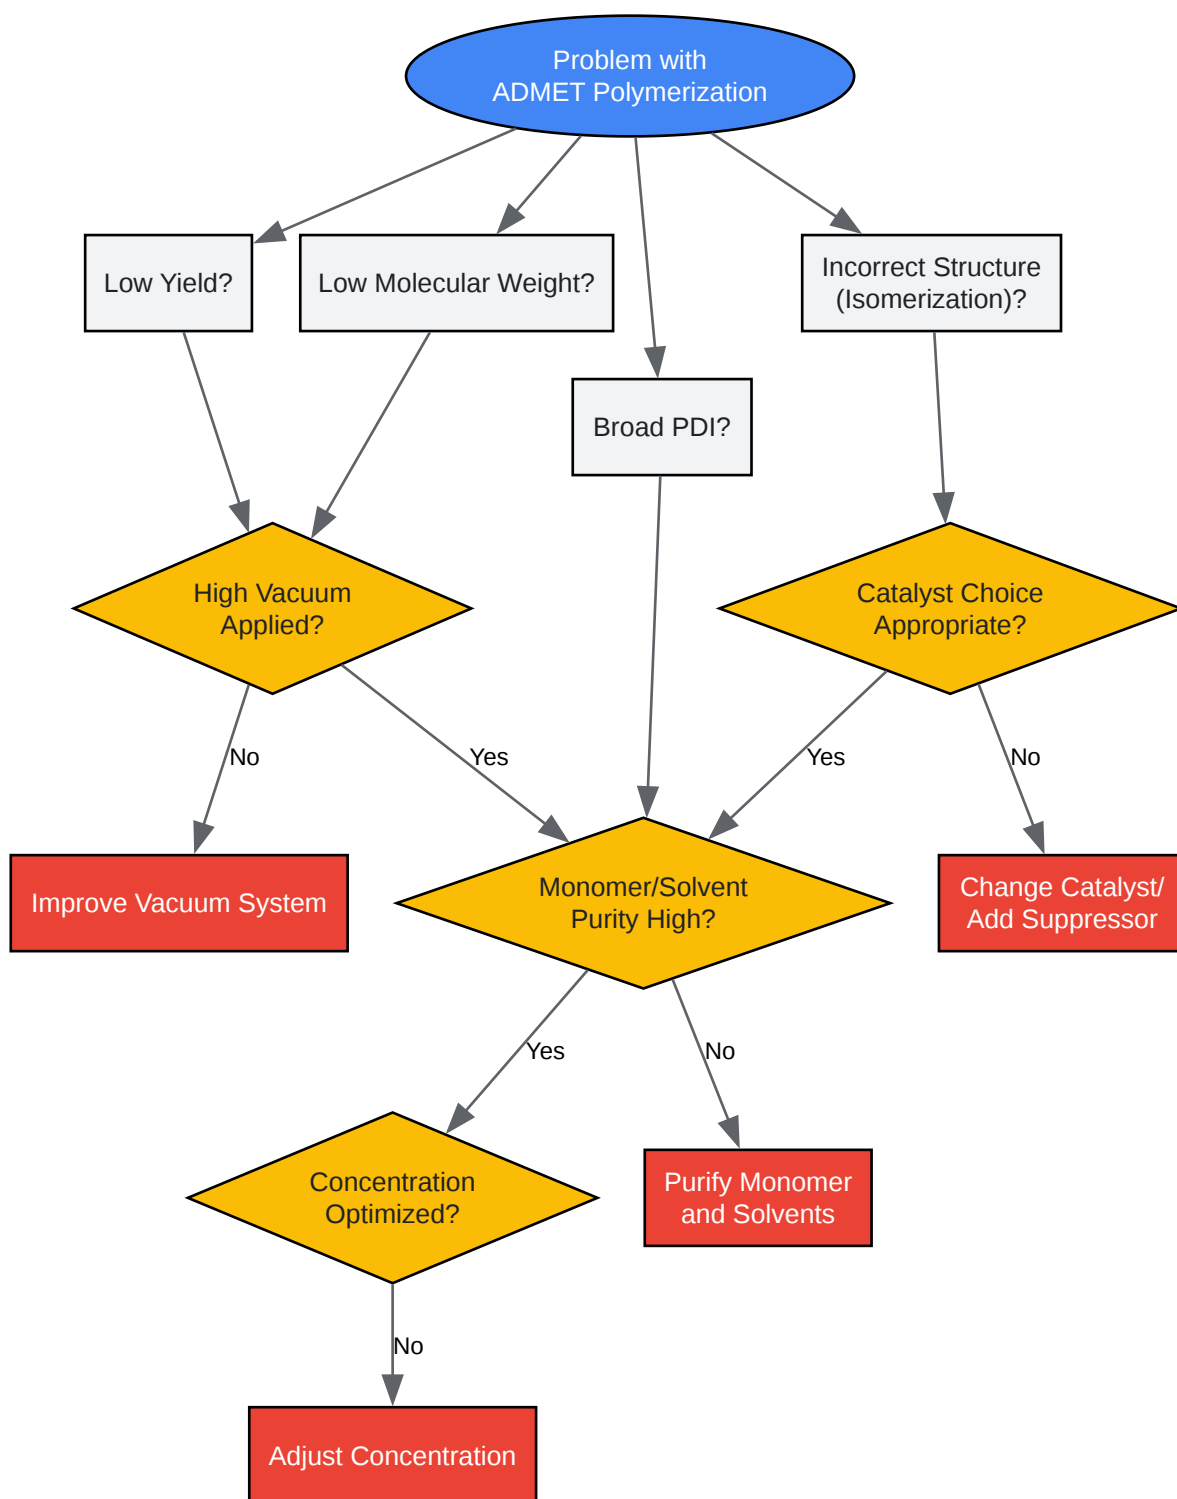 Problem with
ADMET Polymerization
Low Yield?
Low Molecular Weight?
Incorrect Structure
(Isomerization)?
Broad PDI?
High Vacuum
Applied?
Catalyst Choice
Appropriate?
No
Yes
Yes
No
Improve Vacuum System
Monomer/Solvent
Purity High?
Change Catalyst/
Add Suppressor
Yes
No
Concentration
Optimized?
Purify Monomer
and Solvents
No
Adjust Concentration